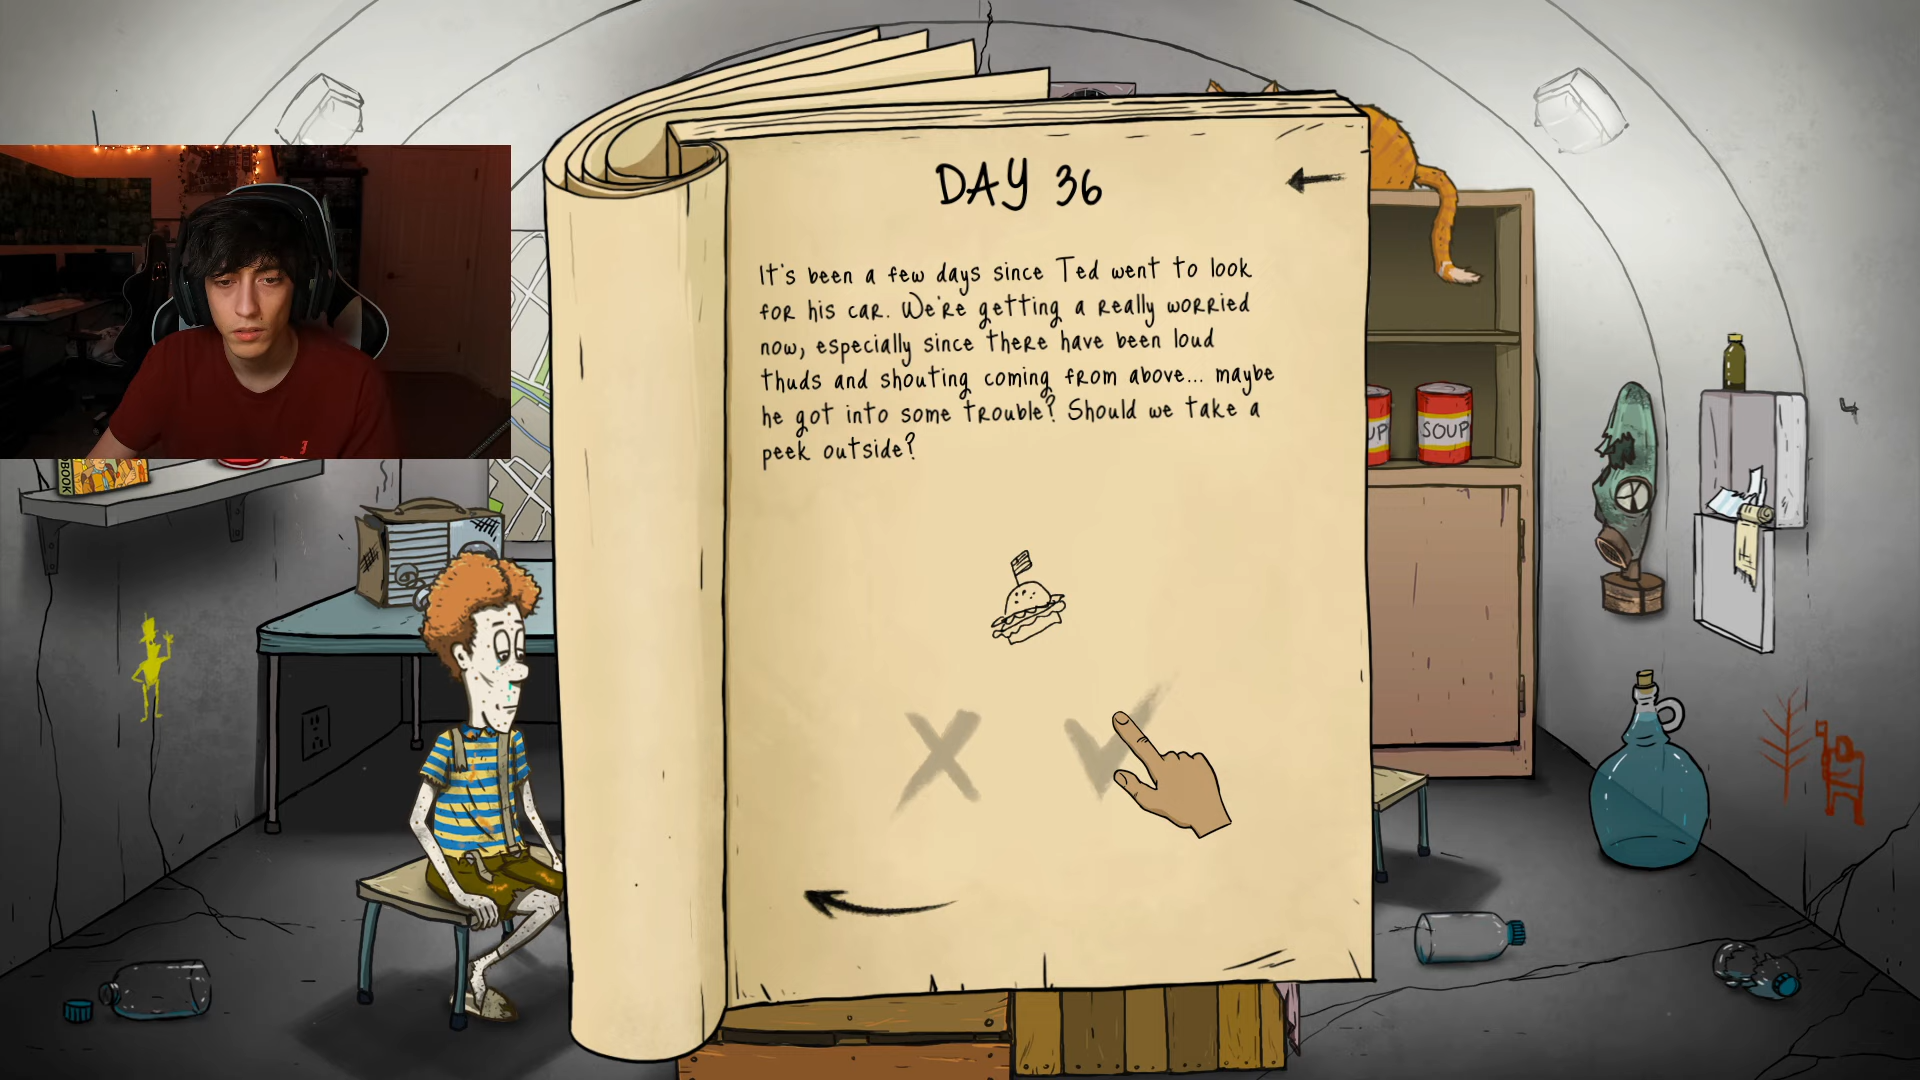 DAY 36
It's been a few days since Ted went to look
for his car. We're getting a really worried
now, especially since there have been loud
thuds and shouting coming from above... maybe
he got into some trouble? Should we take a
peek outside?
UP
SOUP
OBOOK